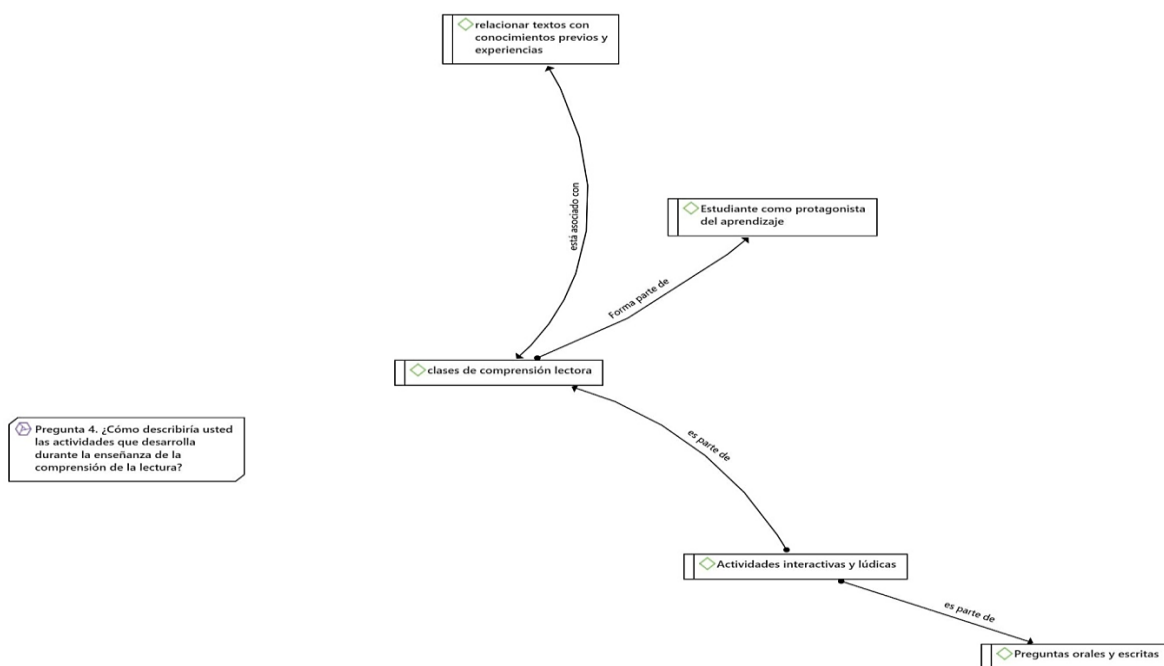 relacionar textos con
conocimientos previos y
experiencias
está asociado con
Estudiante como protagonista
del aprendizaje
Forma parte de
clases de comprensión lectora
Pregunta 4. ¿Cómo describiría usted
las actividades que desarrolla
durante la enseñanza de la
comprensión de la lectura?
es parte de
Actividades interactivas y lúdicas
es parte de
Preguntas orales y escritas